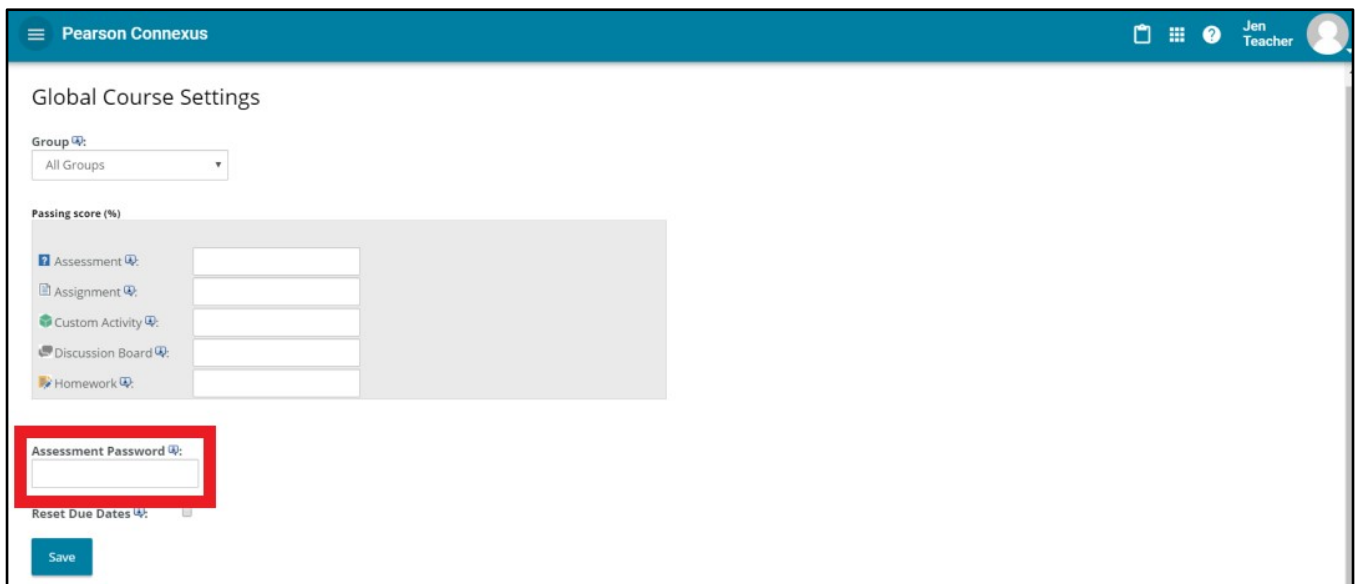 Pearson Connexus
Jen
Teacher
Global Course Settings
Group :
All Groups
Passing score (%)
Assessment :
Assignment :
Custom Activity :
Discussion Board :
Homework :
Assessment Password :
Reset Due Dates :
Save